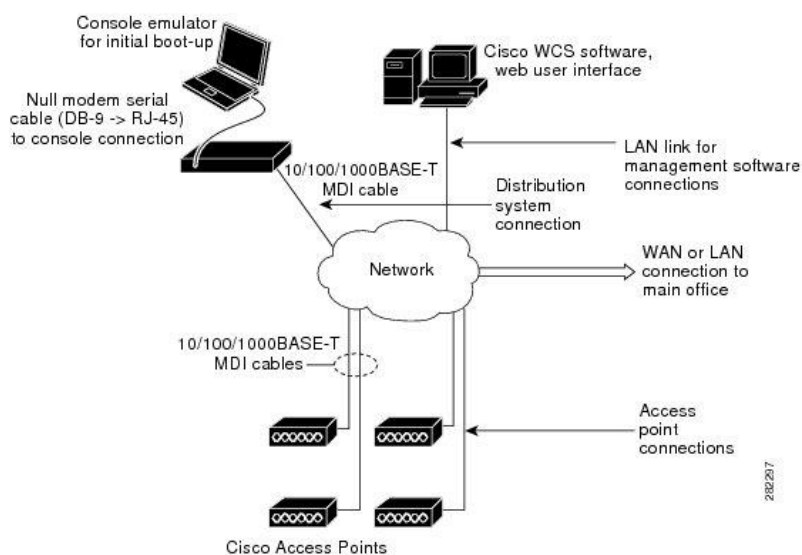 Console emulator
for initial boot-up
Cisco WCS software,
web user interface
Null modem serial
cable (DB-9 -> RJ-45)
to console connection
LAN link for
management software
connections
10/100/1000BASE-T
MDI cable
Distribution
system
connection
Network
WAN or LAN
connection to
main office
10/100/1000BASE-T
MDI cables
Access
point
connections
282297
Cisco Access Points